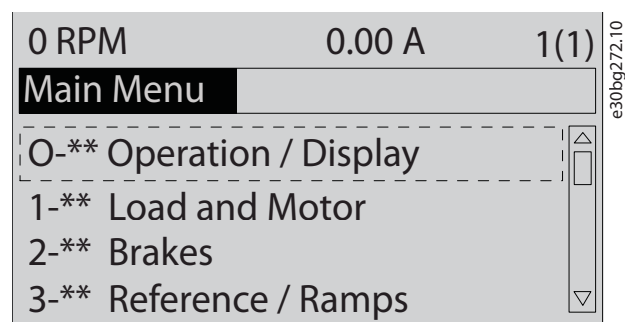 0 RPM 0.00 A 1(1)
Main Menu
O-** Operation / Display
1-** Load and Motor
2-** Brakes
3-** Reference / Ramps
e30bg272.10